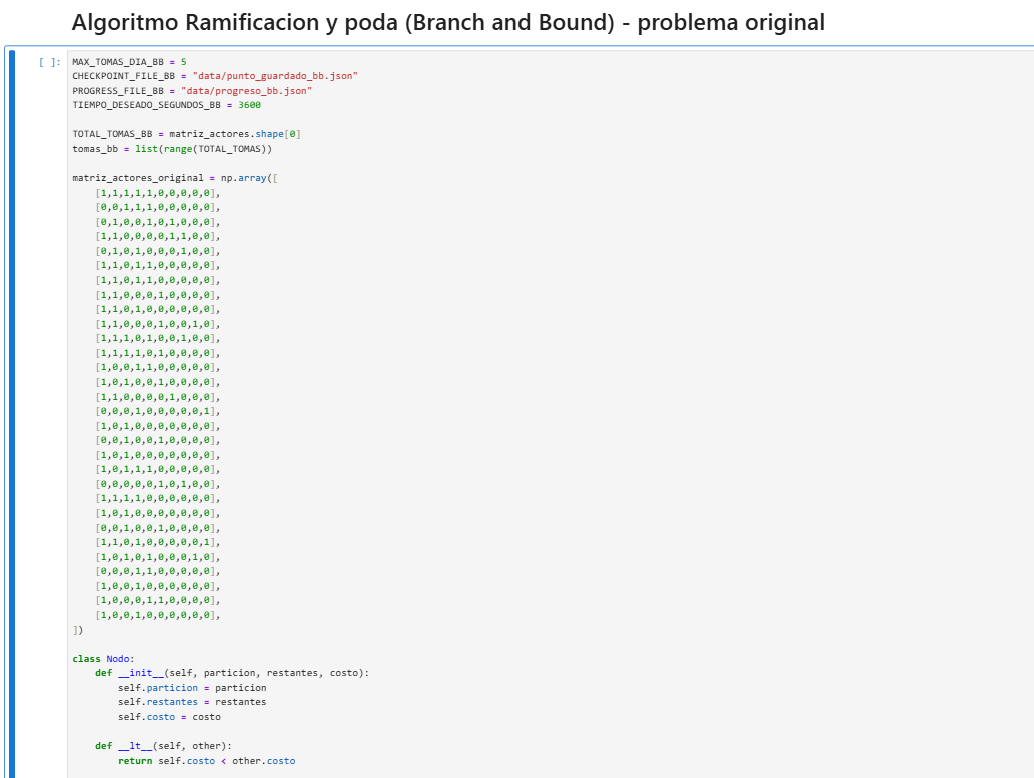 Algoritmo Ramificacion y poda (Branch and Bound) - problema original
[ ]: MAX_TOMAS_DIA_BB = 5
CHECKPOINT_FILE_BB = "data/punto_guardado_bb.json"
PROGRESS_FILE_BB = "data/progreso_bb.json"
TIEMPO_DESEADO_SEGUNDOS_BB = 3600
TOTAL_TOMAS_BB = matriz_actores.shape[0]
tomas_bb = list(range(TOTAL_TOMAS))
matriz_actores_original = np.array([
[1,1,1,1,1,0,0,0,0,0],
[0,0,1,1,1,0,0,0,0,0],
[0,1,0,0,1,0,1,0,0,0],
[1,1,0,0,0,0,1,1,0,0],
[0,1,0,1,0,0,0,1,0,0],
[1,1,0,1,1,0,0,0,0,0],
[1,1,0,1,1,0,0,0,0,0],
[1,1,0,0,0,1,0,0,0,0],
[1,1,0,1,0,0,0,0,0,0],
[1,1,0,0,0,1,0,0,1,0],
[1,1,1,0,1,0,0,1,0,0],
[1,1,1,1,0,1,0,0,0,0],
[1,0,0,1,1,0,0,0,0,0],
[1,0,1,0,0,1,0,0,0,0],
[1,1,0,0,0,0,1,0,0,0],
[0,0,0,1,0,0,0,0,0,1],
[1,0,1,0,0,0,0,0,0,0],
[0,0,1,0,0,1,0,0,0,0],
[1,0,1,0,0,0,0,0,0,0],
[1,0,1,1,1,0,0,0,0,0],
[0,0,0,0,0,1,0,1,0,0],
[1,1,1,1,0,0,0,0,0,0],
[1,0,1,0,0,0,0,0,0,0],
[0,0,1,0,0,1,0,0,0,0],
[1,1,0,1,0,0,0,0,0,1],
[1,0,1,0,1,0,0,0,1,0],
[0,0,0,1,1,0,0,0,0,0],
[1,0,0,1,0,0,0,0,0,0],
[1,0,0,0,1,1,0,0,0,0],
[1,0,0,1,0,0,0,0,0,0],
])
class Nodo:
def __init__(self, particion, restantes, costo):
self.particion = particion
self.restantes = restantes
self.costo = costo
def __lt__(self, other):
return self.costo < other.costo